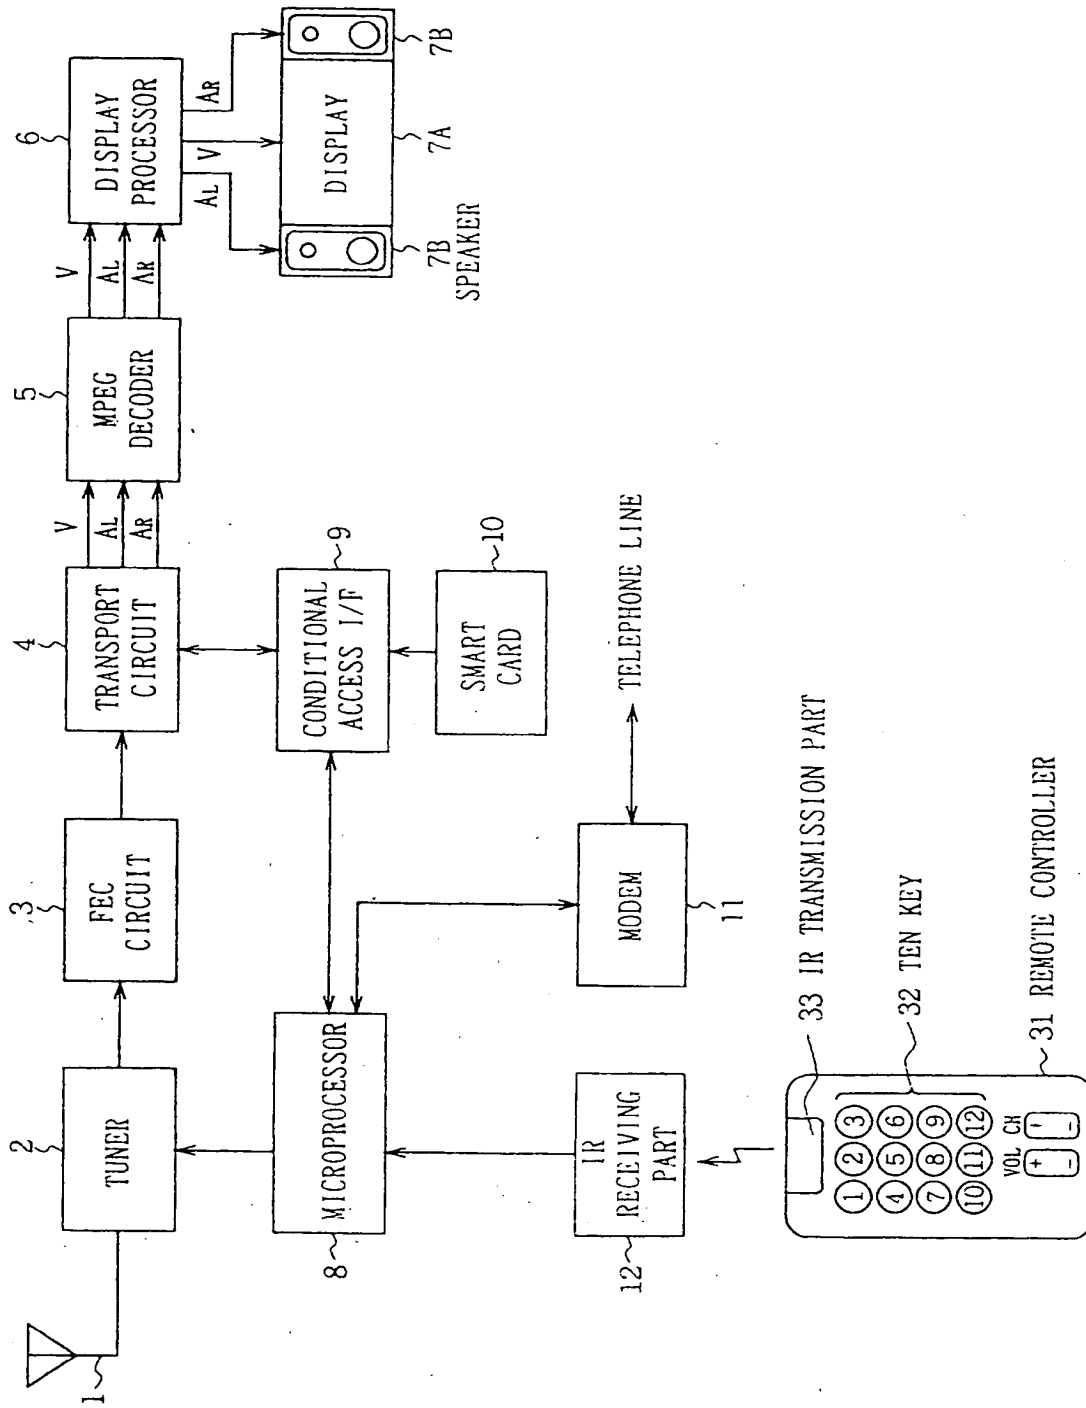 1
2
TUNER
3
FEC
CIRCUIT
4
TRANSPORT
CIRCUIT
V
AL
AR
5
MPEG
DECODER
V
AL
AR
6
DISPLAY
PROCESSOR
AL
V
AR
DISPLAY
7B
SPEAKER
7A
7B
MICROPROCESSOR
8
CONDITIONAL
ACCESS I/F
9
SMART
CARD
10
MODEM
11
TELEPHONE LINE
IR
RECEIVING
PART
12
33 IR TRANSMISSION PART
1 2 3
4 5 6
7 8 9
10 11 12
32 TEN KEY
VOL CH
+
- -
31 REMOTE CONTROLLER